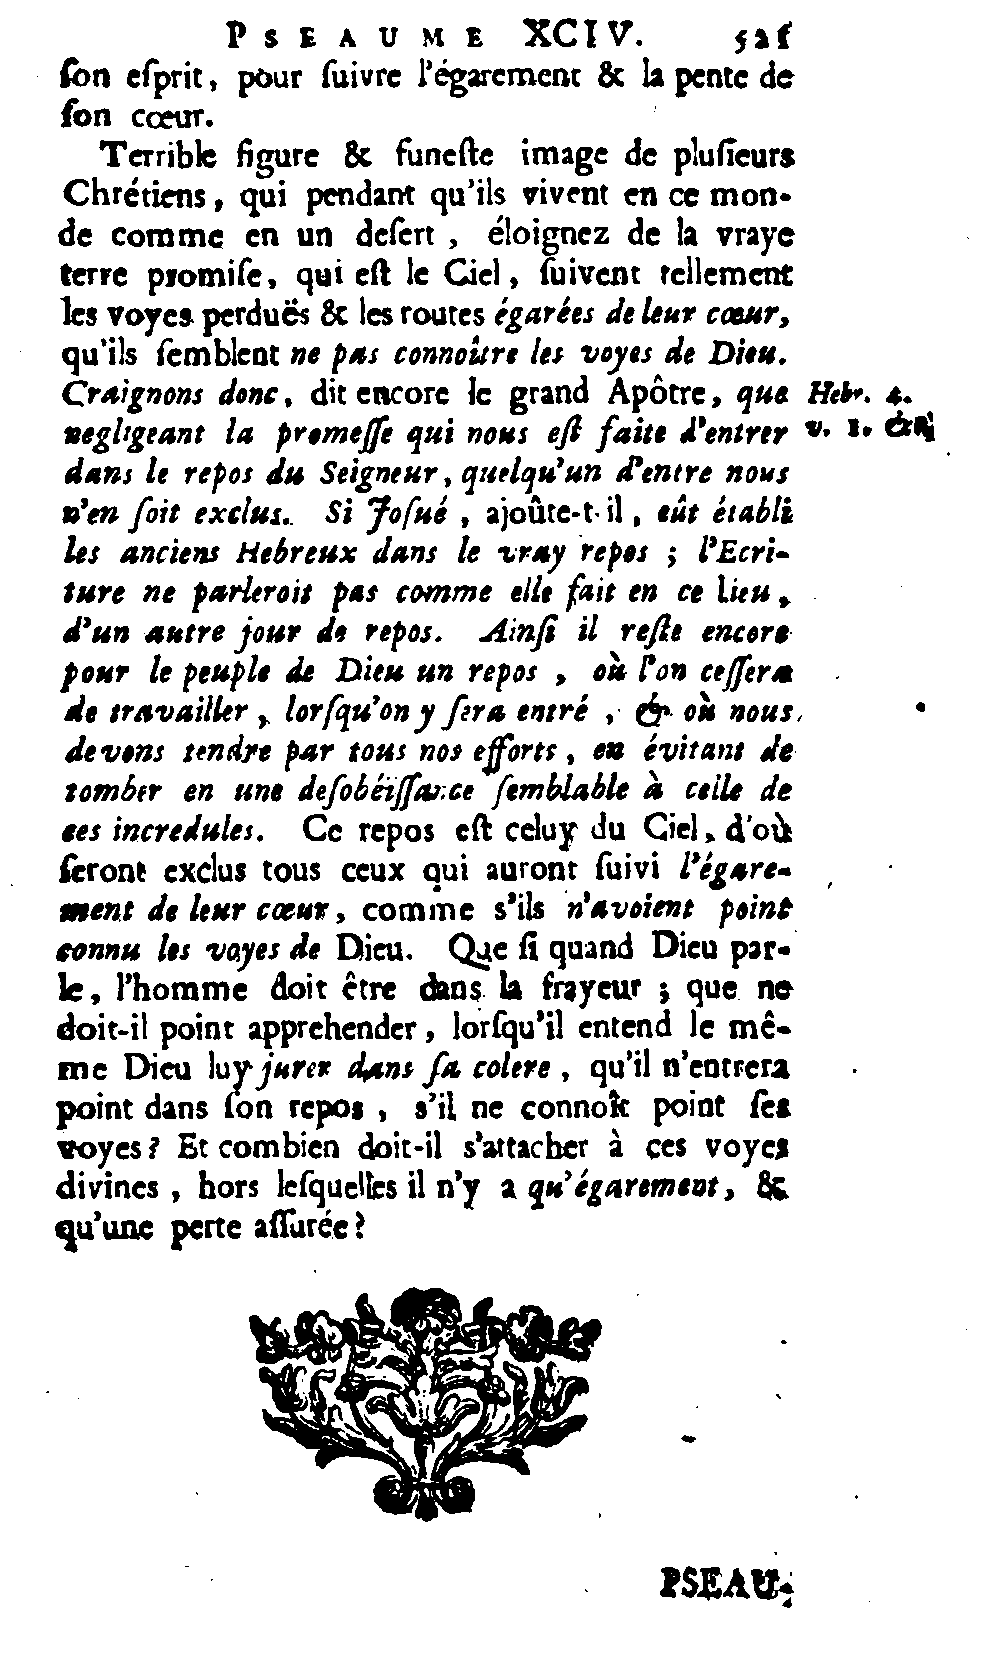 PSEAUME XCIV. 525
ſon eſprit, pour ſuivre l'égarement & la pente de
ſon cœur.
Terrible figure & funeſte image de pluſieurs
Chrétiens, qui pendant qu'ils vivent en ce mon-
de comme en un deſert, éloignez de la vraye
terre promiſe, qui eſt le Ciel, ſuivent tellement
les voyes perduës & les routes égarées de leur cœur,
qu'ils ſemblent ne pas connoître les voyes de Dieu.
Craignons donc, dit encore le grand Apôtre, que
negligeant la promeſſe qui nous eſt faite d'entrer
dans le repos du Seigneur, quelqu'un d'entre nous
n'en ſoit exclus. Si Joſué, ajoûte-t-il, eût établi
les anciens Hebreux dans le vray repos ; l'Ecri-
ture ne parleroit pas comme elle fait en ce lieu,
d'un autre jour de repos. Ainſi il reſte encore
pour le peuple de Dieu un repos, où l'on ceſſera
de travailler, lorſqu'on y ſera entré, & où nous
devons tendre par tous nos efforts, en évitant de
tomber en une deſobéïſſance ſemblable à celle de
ces incredules. Ce repos eſt celuy du Ciel, d'où
ſeront exclus tous ceux qui auront ſuivi l'égare-
ment de leur cœur, comme s'ils n'avoient point
connu les voyes de Dieu. Que ſi quand Dieu par-
le, l'homme doit être dans la frayeur ; que ne
doit-il point apprehender, lorſqu'il entend le mê-
me Dieu luy jurer dans ſa colere, qu'il n'entrera
point dans ſon repos, s'il ne connoît point ſes
voyes ? Et combien doit-il s'attacher à ces voyes
divines, hors leſquelles il n'y a qu'égarement, &
qu'une perte aſſurée ?
Hebr. 4.
v. 1. &
PSEAU-